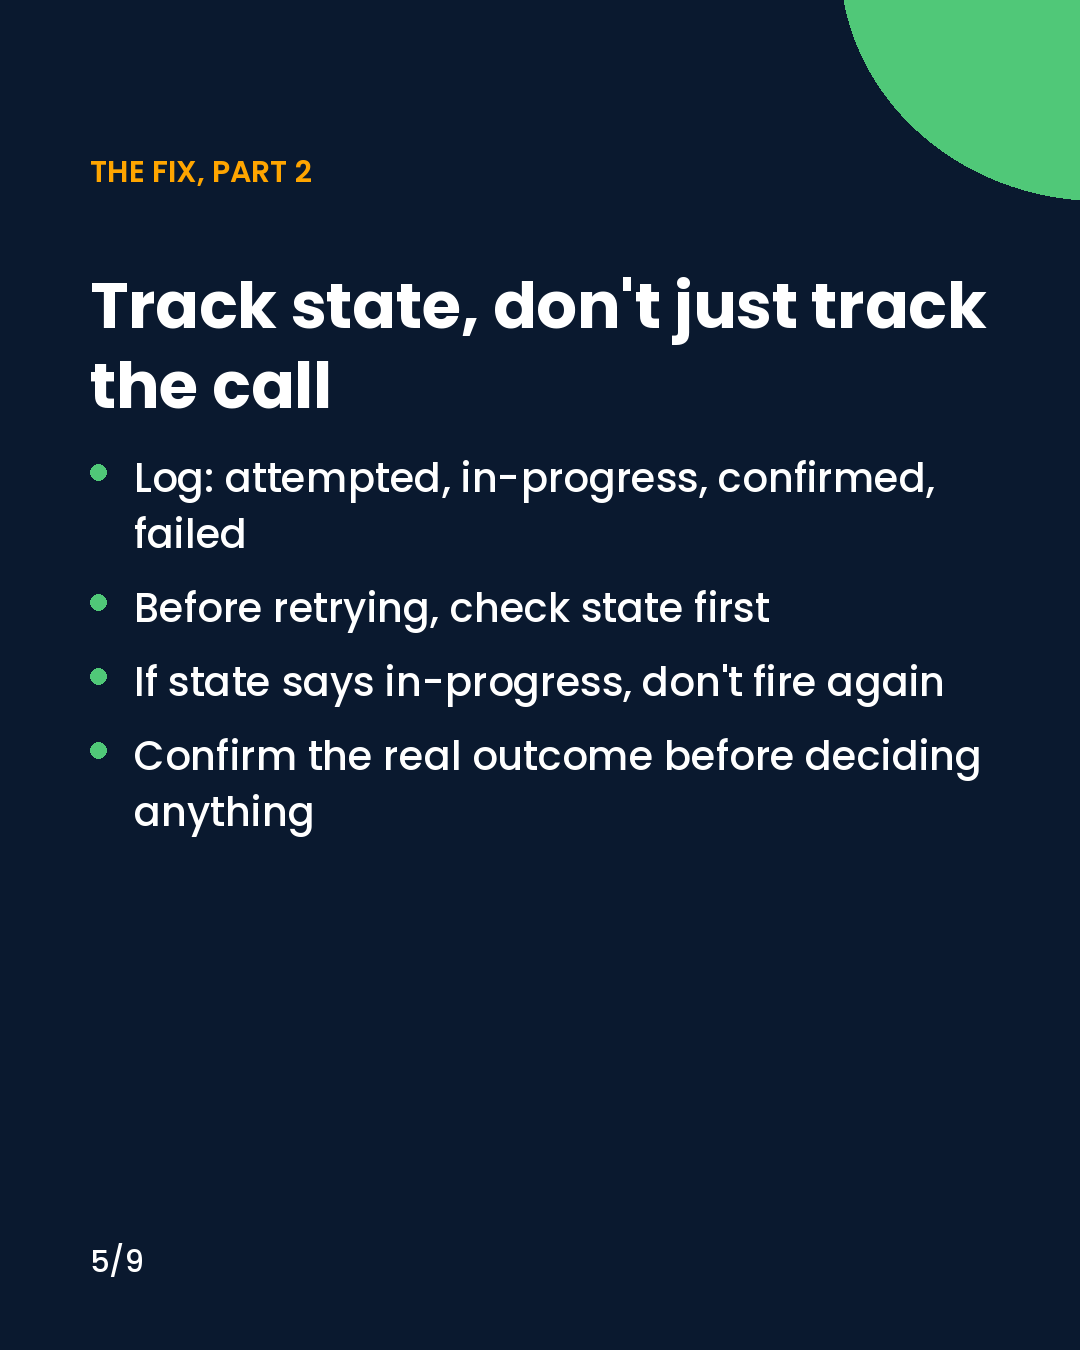 THE FIX, PART 2
Track state, don't just track
the call
Log: attempted, in-progress, confirmed,
failed
Before retrying, check state first
If state says in-progress, don't fire again
Confirm the real outcome before deciding
anything
5/9